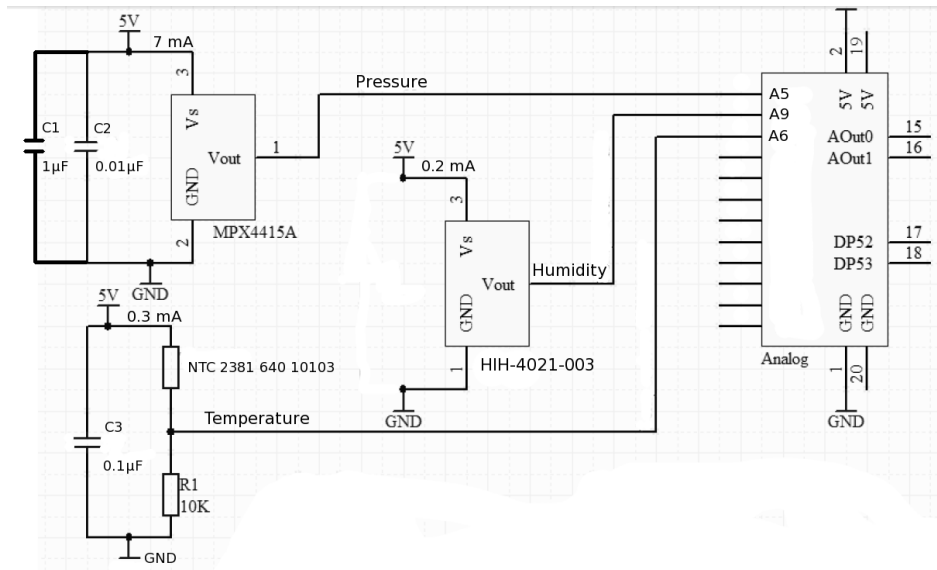 5V
7 mA
3
C1
1µF
C2
0.01µF
Vs
Vout
GND
1
2
MPX4415A
GND
Pressure
5V
0.2 mA
3
Vs
Vout
GND
Humidity
1
HIH-4021-003
GND
5V
0.3 mA
NTC 2381 640 10103
Temperature
C3
0.1µF
R1
10K
GND
2
19
5V
5V
A5
A9
A6
AOut0
15
AOut1
16
DP52
17
DP53
18
GND
GND
Analog
1
20
GND